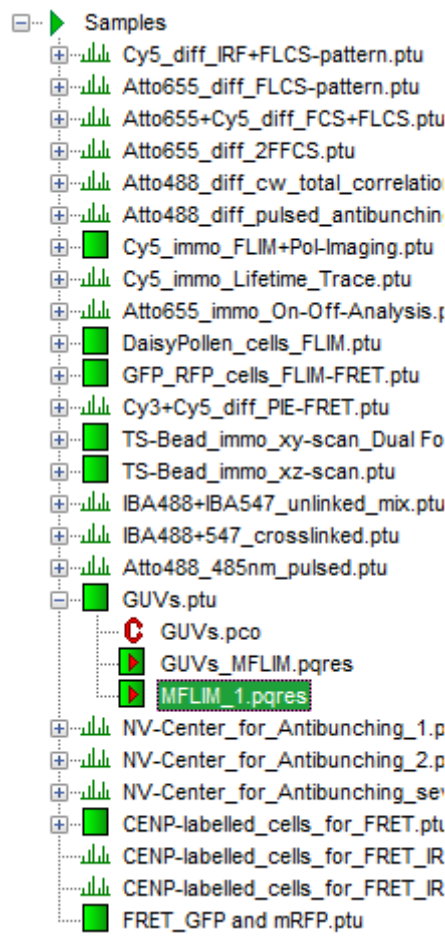 Samples
Cy5_diff_IRF+FLCS-pattern.ptu
Atto655_diff_FLCS-pattern.ptu
Atto655+Cy5_diff_FCS+FLCS.ptu
Atto655_diff_2FFCS.ptu
Atto488_diff_cw_total_correlatio
Atto488_diff_pulsed_antibunchin
Cy5_immo_FLIM+Pol-Imaging.ptu
Cy5_immo_Lifetime_Trace.ptu
Atto655_immo_On-Off-Analysis.p
DaisyPollen_cells_FLIM.ptu
GFP_RFP_cells_FLIM-FRET.ptu
Cy3+Cy5_diff_PIE-FRET.ptu
TS-Bead_immo_xy-scan_Dual Fo
TS-Bead_immo_xz-scan.ptu
IBA488+IBA547_unlinked_mix.ptu
IBA488+547_crosslinked.ptu
Atto488_485nm_pulsed.ptu
GUVs.ptu
GUVs.pco
GUVs_MFLIM.pqres
MFLIM_1.pqres
NV-Center_for_Antibunching_1.p
NV-Center_for_Antibunching_2.p
NV-Center_for_Antibunching_se
CENP-labelled_cells_for_FRET.ptu
CENP-labelled_cells_for_FRET_IR
CENP-labelled_cells_for_FRET_IR
FRET_GFP and mRFP.ptu